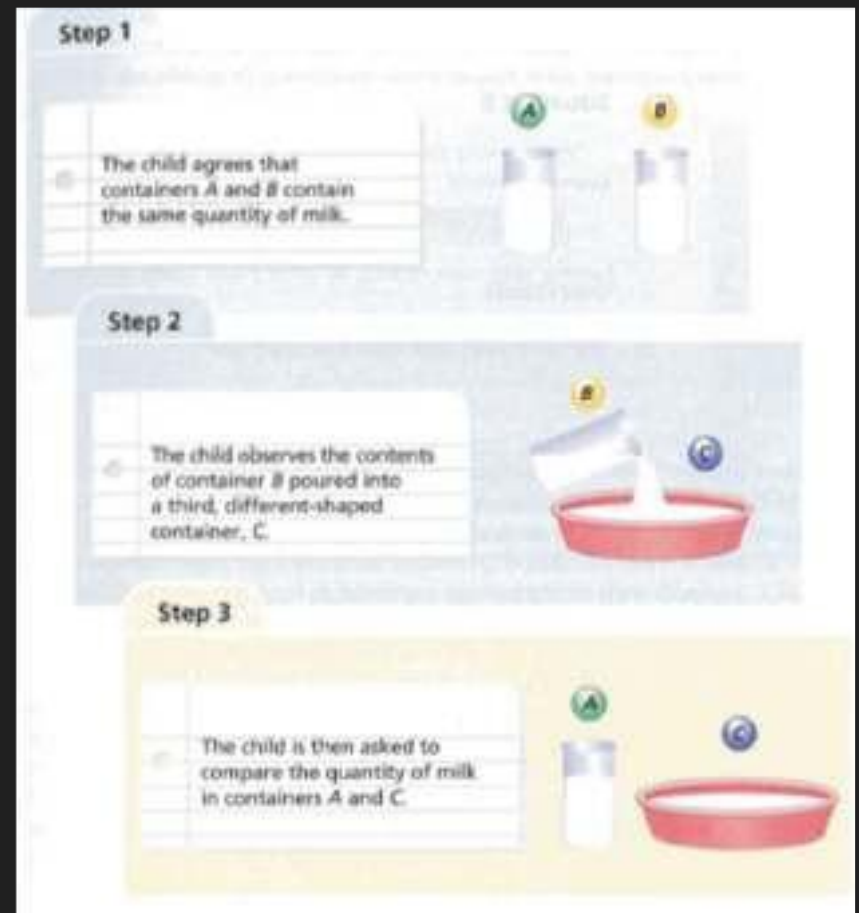 Step 1
A
B
The child agrees that
containers A and B contain
the same quantity of milk.
Step 2
B
C
The child observes the contents
of container B poured into
a third, different-shaped
container, C.
Step 3
A
C
The child is then asked to
compare the quantity of milk
in containers A and C.